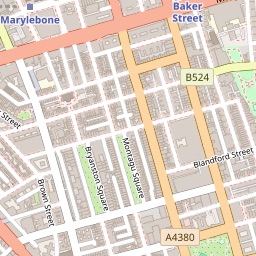 Marylebone
Baker
Street
B524
Street
Blandford Street
Montagu Square
Bryanston Square
Brown Street
A4380